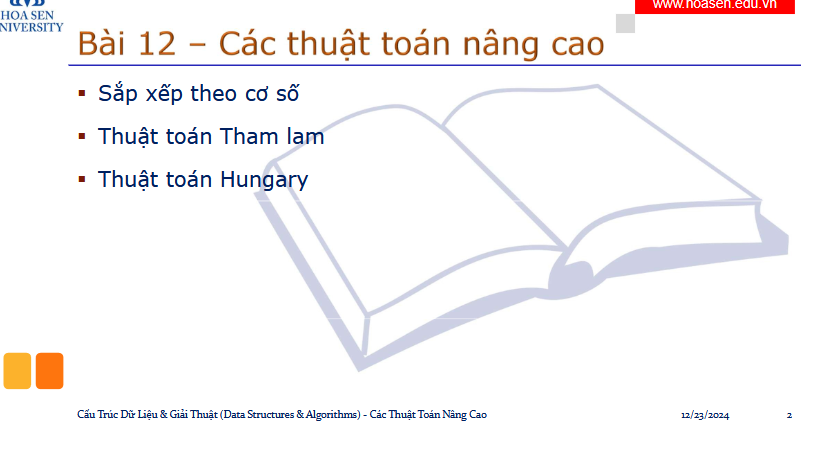 www.hoasen.edu.vn
HOA SEN
UNIVERSITY
Bài 12 – Các thuật toán nâng cao
▪ Sắp xếp theo cơ số
▪ Thuật toán Tham lam
▪ Thuật toán Hungary
Cấu Trúc Dữ Liệu & Giải Thuật (Data Structures & Algorithms) - Các Thuật Toán Nâng Cao 12/23/2024 2